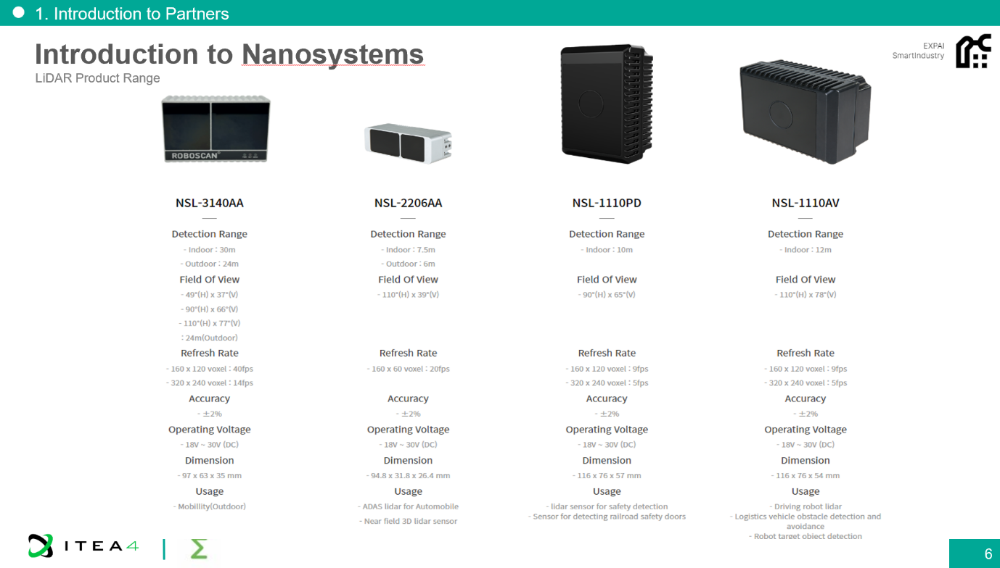 1. Introduction to Partners
Introduction to Nanosystems
LiDAR Product Range
EXPAI
SmartIndustry
ROBOSCAN®
NSL-3140AA
Detection Range
- Indoor : 30m
- Outdoor : 24m
Field Of View
- 49°(H) x 37°(V)
- 90°(H) x 66°(V)
- 110°(H) x 77°(V)
: 24m(Outdoor)
Refresh Rate
- 160 x 120 voxel : 40fps
- 320 x 240 voxel : 14fps
Accuracy
- ±2%
Operating Voltage
- 18V ~ 30V (DC)
Dimension
- 97 x 63 x 35 mm
Usage
- Mobillity(Outdoor)
NSL-2206AA
Detection Range
- Indoor : 7.5m
- Outdoor : 6m
Field Of View
- 110°(H) x 39°(V)
Refresh Rate
- 160 x 60 voxel : 20fps
Accuracy
- ±2%
Operating Voltage
- 18V ~ 30V (DC)
Dimension
- 94.8 x 31.8 x 26.4 mm
Usage
- ADAS lidar for Automobile
- Near field 3D lidar sensor
NSL-1110PD
Detection Range
- Indoor : 10m
Field Of View
- 90°(H) x 65°(V)
Refresh Rate
- 160 x 120 voxel : 9fps
- 320 x 240 voxel : 5fps
Accuracy
- ±2%
Operating Voltage
- 18V ~ 30V (DC)
Dimension
- 116 x 76 x 57 mm
Usage
- lidar sensor for safety detection
- Sensor for detecting railroad safety doors
NSL-1110AV
Detection Range
- Indoor : 12m
Field Of View
- 110°(H) x 78°(V)
Refresh Rate
- 160 x 120 voxel : 9fps
- 320 x 240 voxel : 5fps
Accuracy
- ±2%
Operating Voltage
- 18V ~ 30V (DC)
Dimension
- 116 x 76 x 54 mm
Usage
- Driving robot lidar
- Logistics vehicle obstacle detection and
avoidance
- Robot target object detection
ITEA4
Σ
6